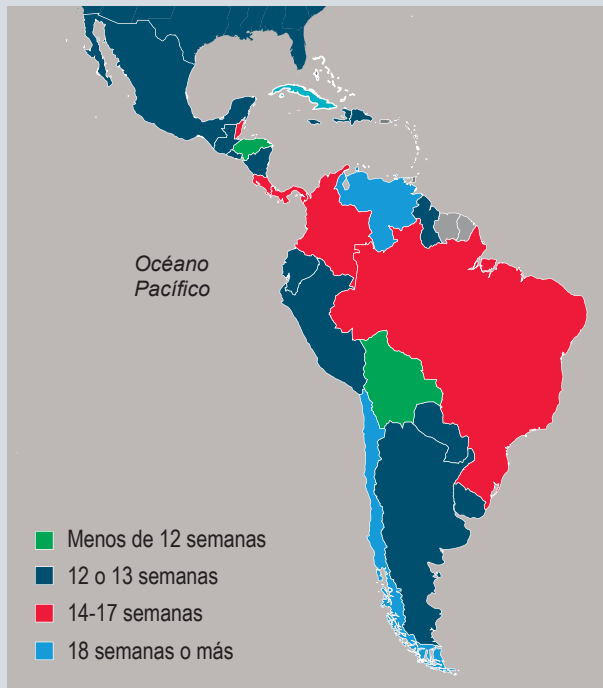 Océano
Pacífico
Menos de 12 semanas
12 o 13 semanas
14-17 semanas
18 semanas o más